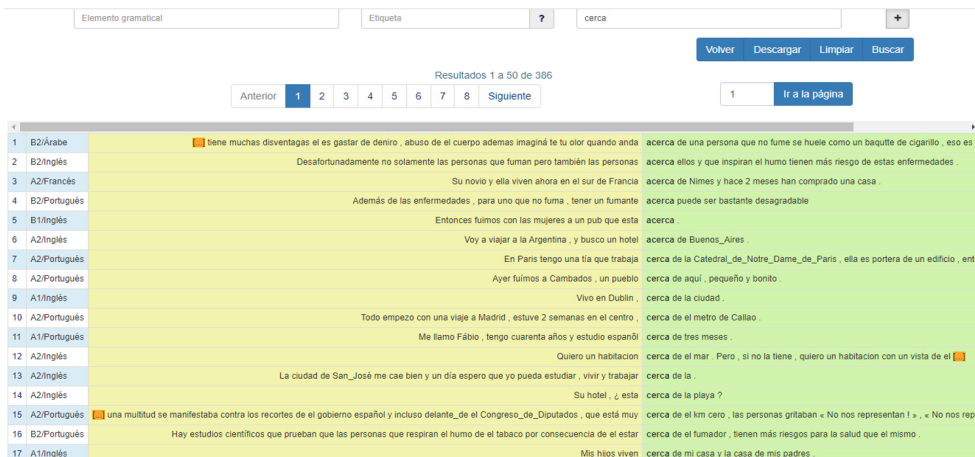 Elemento gramatical Etiqueta ? cerca +
Volver Descargar Limpiar Buscar
Resultados 1 a 50 de 386
Anterior 1 2 3 4 5 6 7 8 Siguiente 1 Ir a la página
1 B2/Árabe [...] tiene muchas disventagas el es gastar de deniro , abuso de el cuerpo ademas imaginá te tu olor quando anda acerca de una persona que no fume se huele como un baqutte de cigarillo , eso es
2 B2/Inglés Desafortunadamente no solamente las personas que fuman pero también las personas acerca ellos y que inspiran el humo tienen más riesgo de estas enfermedades .
3 A2/Francés Su novio y ella viven ahora en el sur de Francia acerca de Nimes y hace 2 meses han comprado una casa .
4 B2/Portugués Además de las enfermedades , para uno que no fuma , tener un fumante acerca puede ser bastante desagradable
5 B1/Inglés Entonces fuimos con las mujeres a un pub que esta acerca .
6 A2/Inglés Voy a viajar a la Argentina , y busco un hotel acerca de Buenos_Aires .
7 A2/Portugués En Paris tengo una tía que trabaja cerca de la Catedral_de_Notre_Dame_de_Paris , ella es portera de un edificio , ent
8 A2/Portugués Ayer fuímos a Cambados , un pueblo cerca de aquí , pequeño y bonito .
9 A1/Inglés Vivo en Dublin , cerca de la ciudad .
10 A2/Portugués Todo empezo con una viaje a Madrid , estuve 2 semanas en el centro , cerca de el metro de Callao .
11 A1/Portugués Me llamo Fábio , tengo cuarenta años y estudio espanõl cerca de tres meses .
12 A2/Inglés Quiero un habitacion cerca de el mar . Pero , si no la tiene , quiero un habitacion con un vista de el [...]
13 A2/Inglés La ciudad de San_José me cae bien y un día espero que yo pueda estudiar , vivir y trabajar cerca de la .
14 A2/Inglés Su hotel , ¿ esta cerca de la playa ?
15 A2/Portugués [...] una multitud se manifestaba contra los recortes de el gobierno español y incluso delante_de el Congreso_de_Diputados , que está muy cerca de el km cero , las personas gritaban « No nos representan ! » , « No nos rep
16 B2/Portugués Hay estudios científicos que prueban que las personas que respiran el humo de el tabaco por consecuencia de el estar cerca de el fumador , tienen más riesgos para la salud que el mismo .
17 A1/Inglés Mis hijos viven cerca de mi casa y la casa de mis padres .